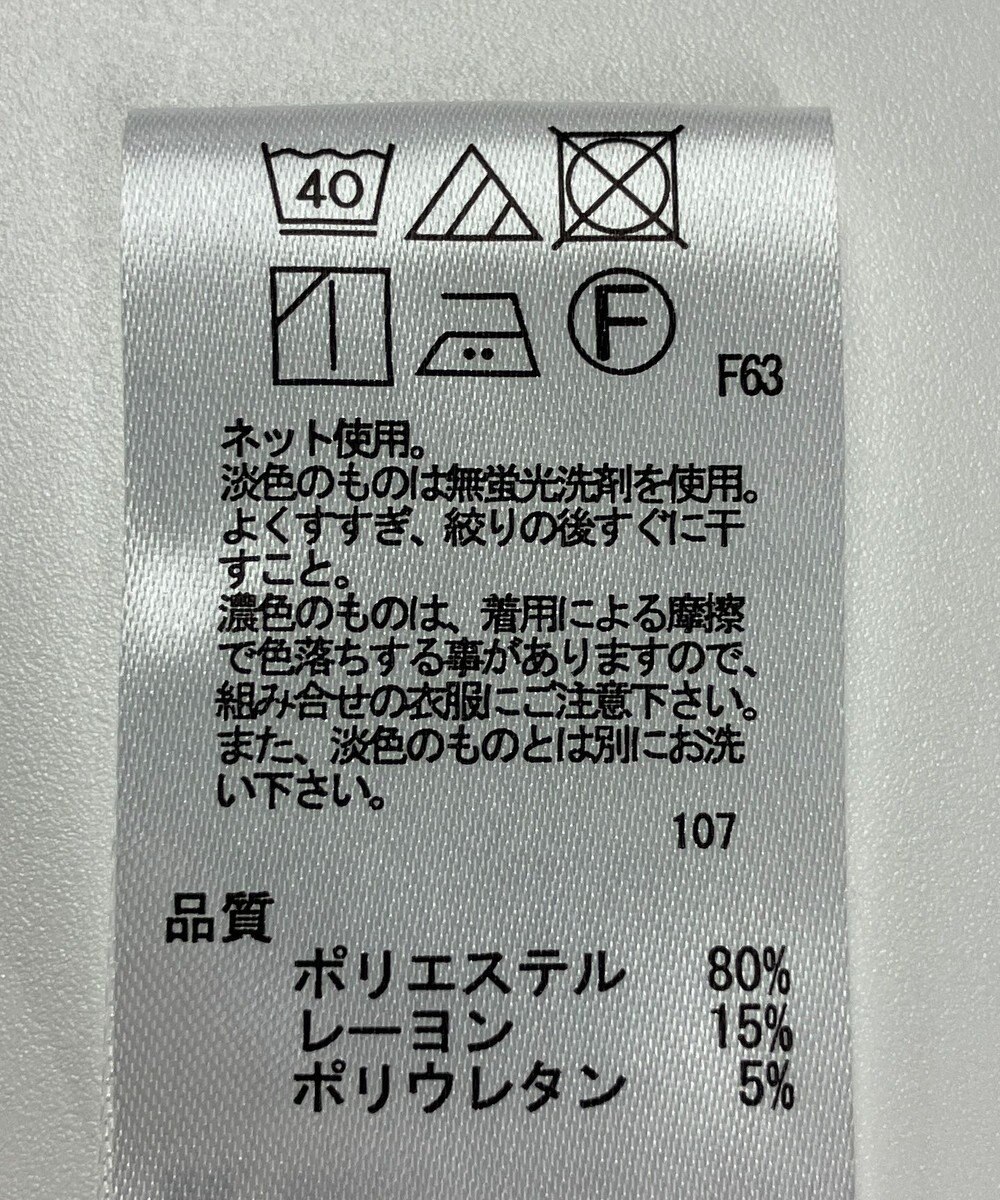 40
F
F63
ネット使用。
淡色のものは無蛍光洗剤を使用。
よくすすぎ、絞りの後すぐに干
すこと。
濃色のものは、着用による摩擦
で色落ちする事がありますので、
組み合せの衣服にご注意下さい。
また、淡色のものとは別にお洗
い下さい。
107
品質
ポリエステル 80%
レーヨン 15%
ポリウレタン 5%